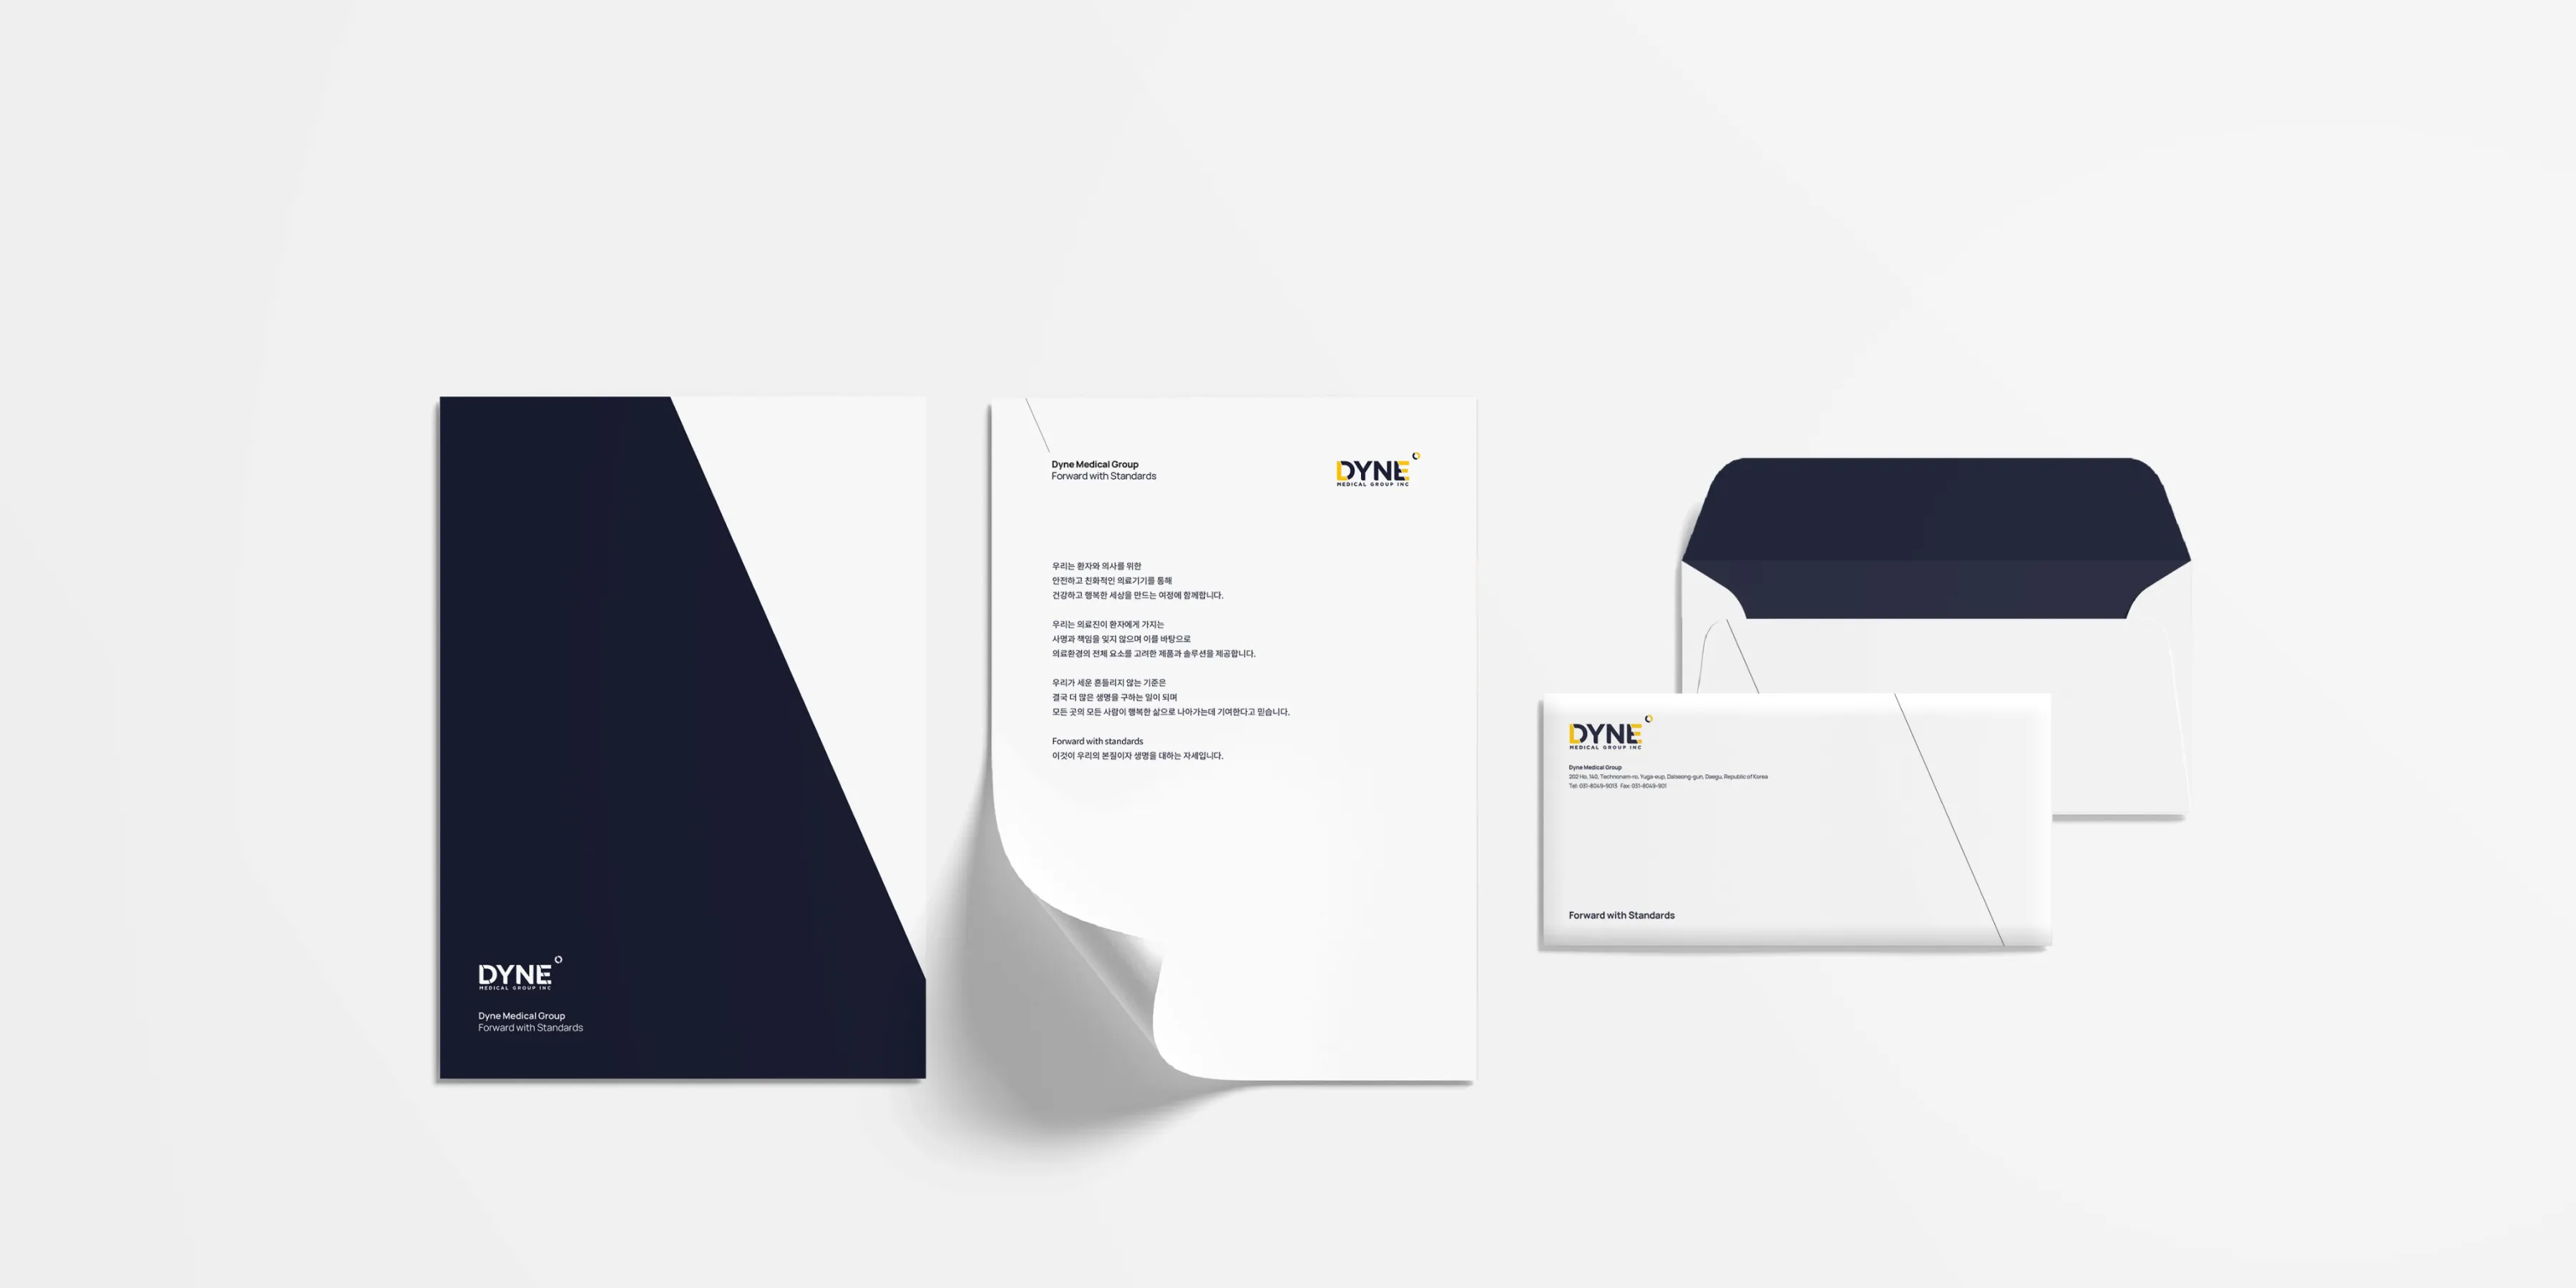 DYNE
MEDICAL GROUP INC
Dyne Medical Group
Forward with Standards
Dyne Medical Group
Forward with Standards
DYNE
MEDICAL GROUP INC
우리는 환자와 의사를 위한
안전하고 친화적인 의료기기를 통해
건강하고 행복한 세상을 만드는 여정에 함께합니다.
우리는 의료진이 환자에게 가지는
사명과 책임을 잊지 않으며 이를 바탕으로
의료환경의 전체 요소를 고려한 제품과 솔루션을 제공합니다.
우리가 세운 흔들리지 않는 기준은
결국 더 많은 생명을 구하는 일이 되며
모든 곳의 모든 사람이 행복한 삶으로 나아가는데 기여한다고 믿습니다.
Forward with standards
이것이 우리의 본질이자 생명을 대하는 자세입니다.
DYNE
MEDICAL GROUP INC
Dyne Medical Group
202 Ho, 140, Technonam-ro, Yuga-eup, Dalseong-gun, Daegu, Republic of Korea
Tel: 031-8049-9013 Fax: 031-8049-901
Forward with Standards